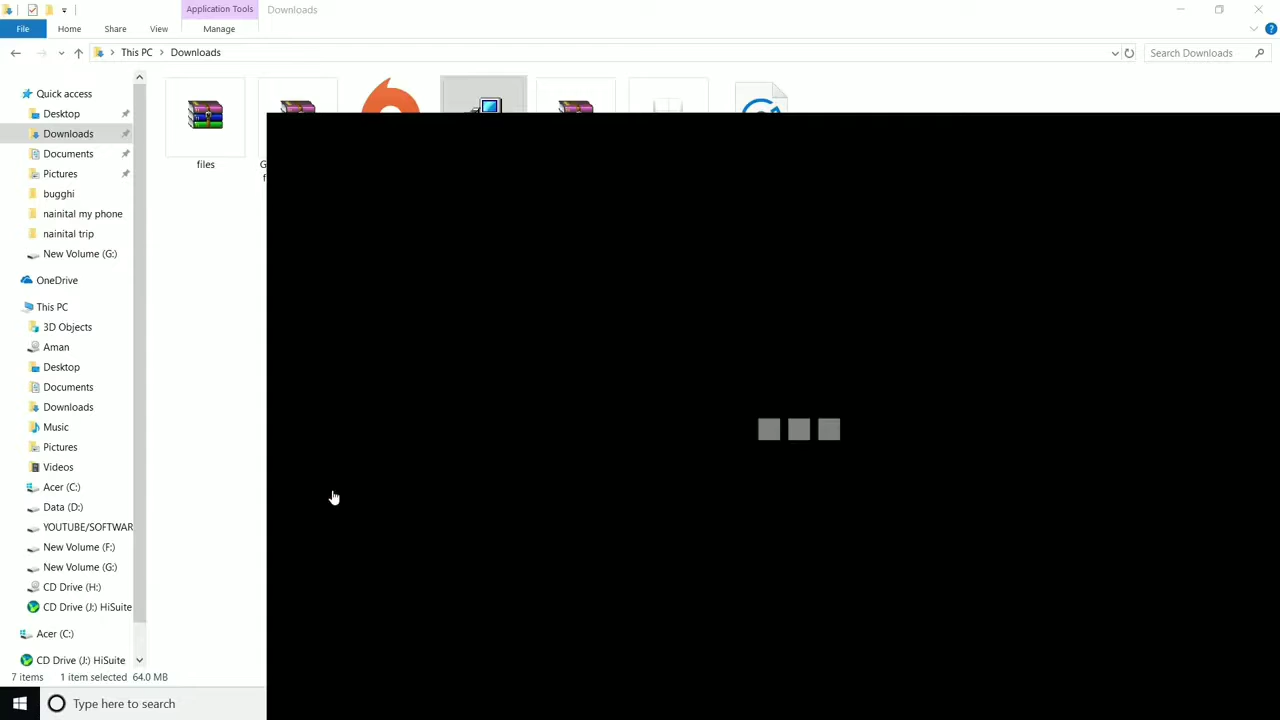 Application Tools
Downloads
File
Home
Share
View
Manage
This PC
Downloads
Search Downloads
Quick access
Desktop
Downloads
Documents
Pictures
bugghi
nainital my phone
nainital trip
New Volume (G:)
OneDrive
This PC
3D Objects
Aman
Desktop
Documents
Downloads
Music
Pictures
Videos
Acer (C:)
Data (D:)
YOUTUBE/SOFTWAR
New Volume (F:)
New Volume (G:)
CD Drive (H:)
CD Drive (J:) HiSuite
Acer (C:)
CD Drive (J:) HiSuite
files
7 items
1 item selected 64.0 MB
Type here to search